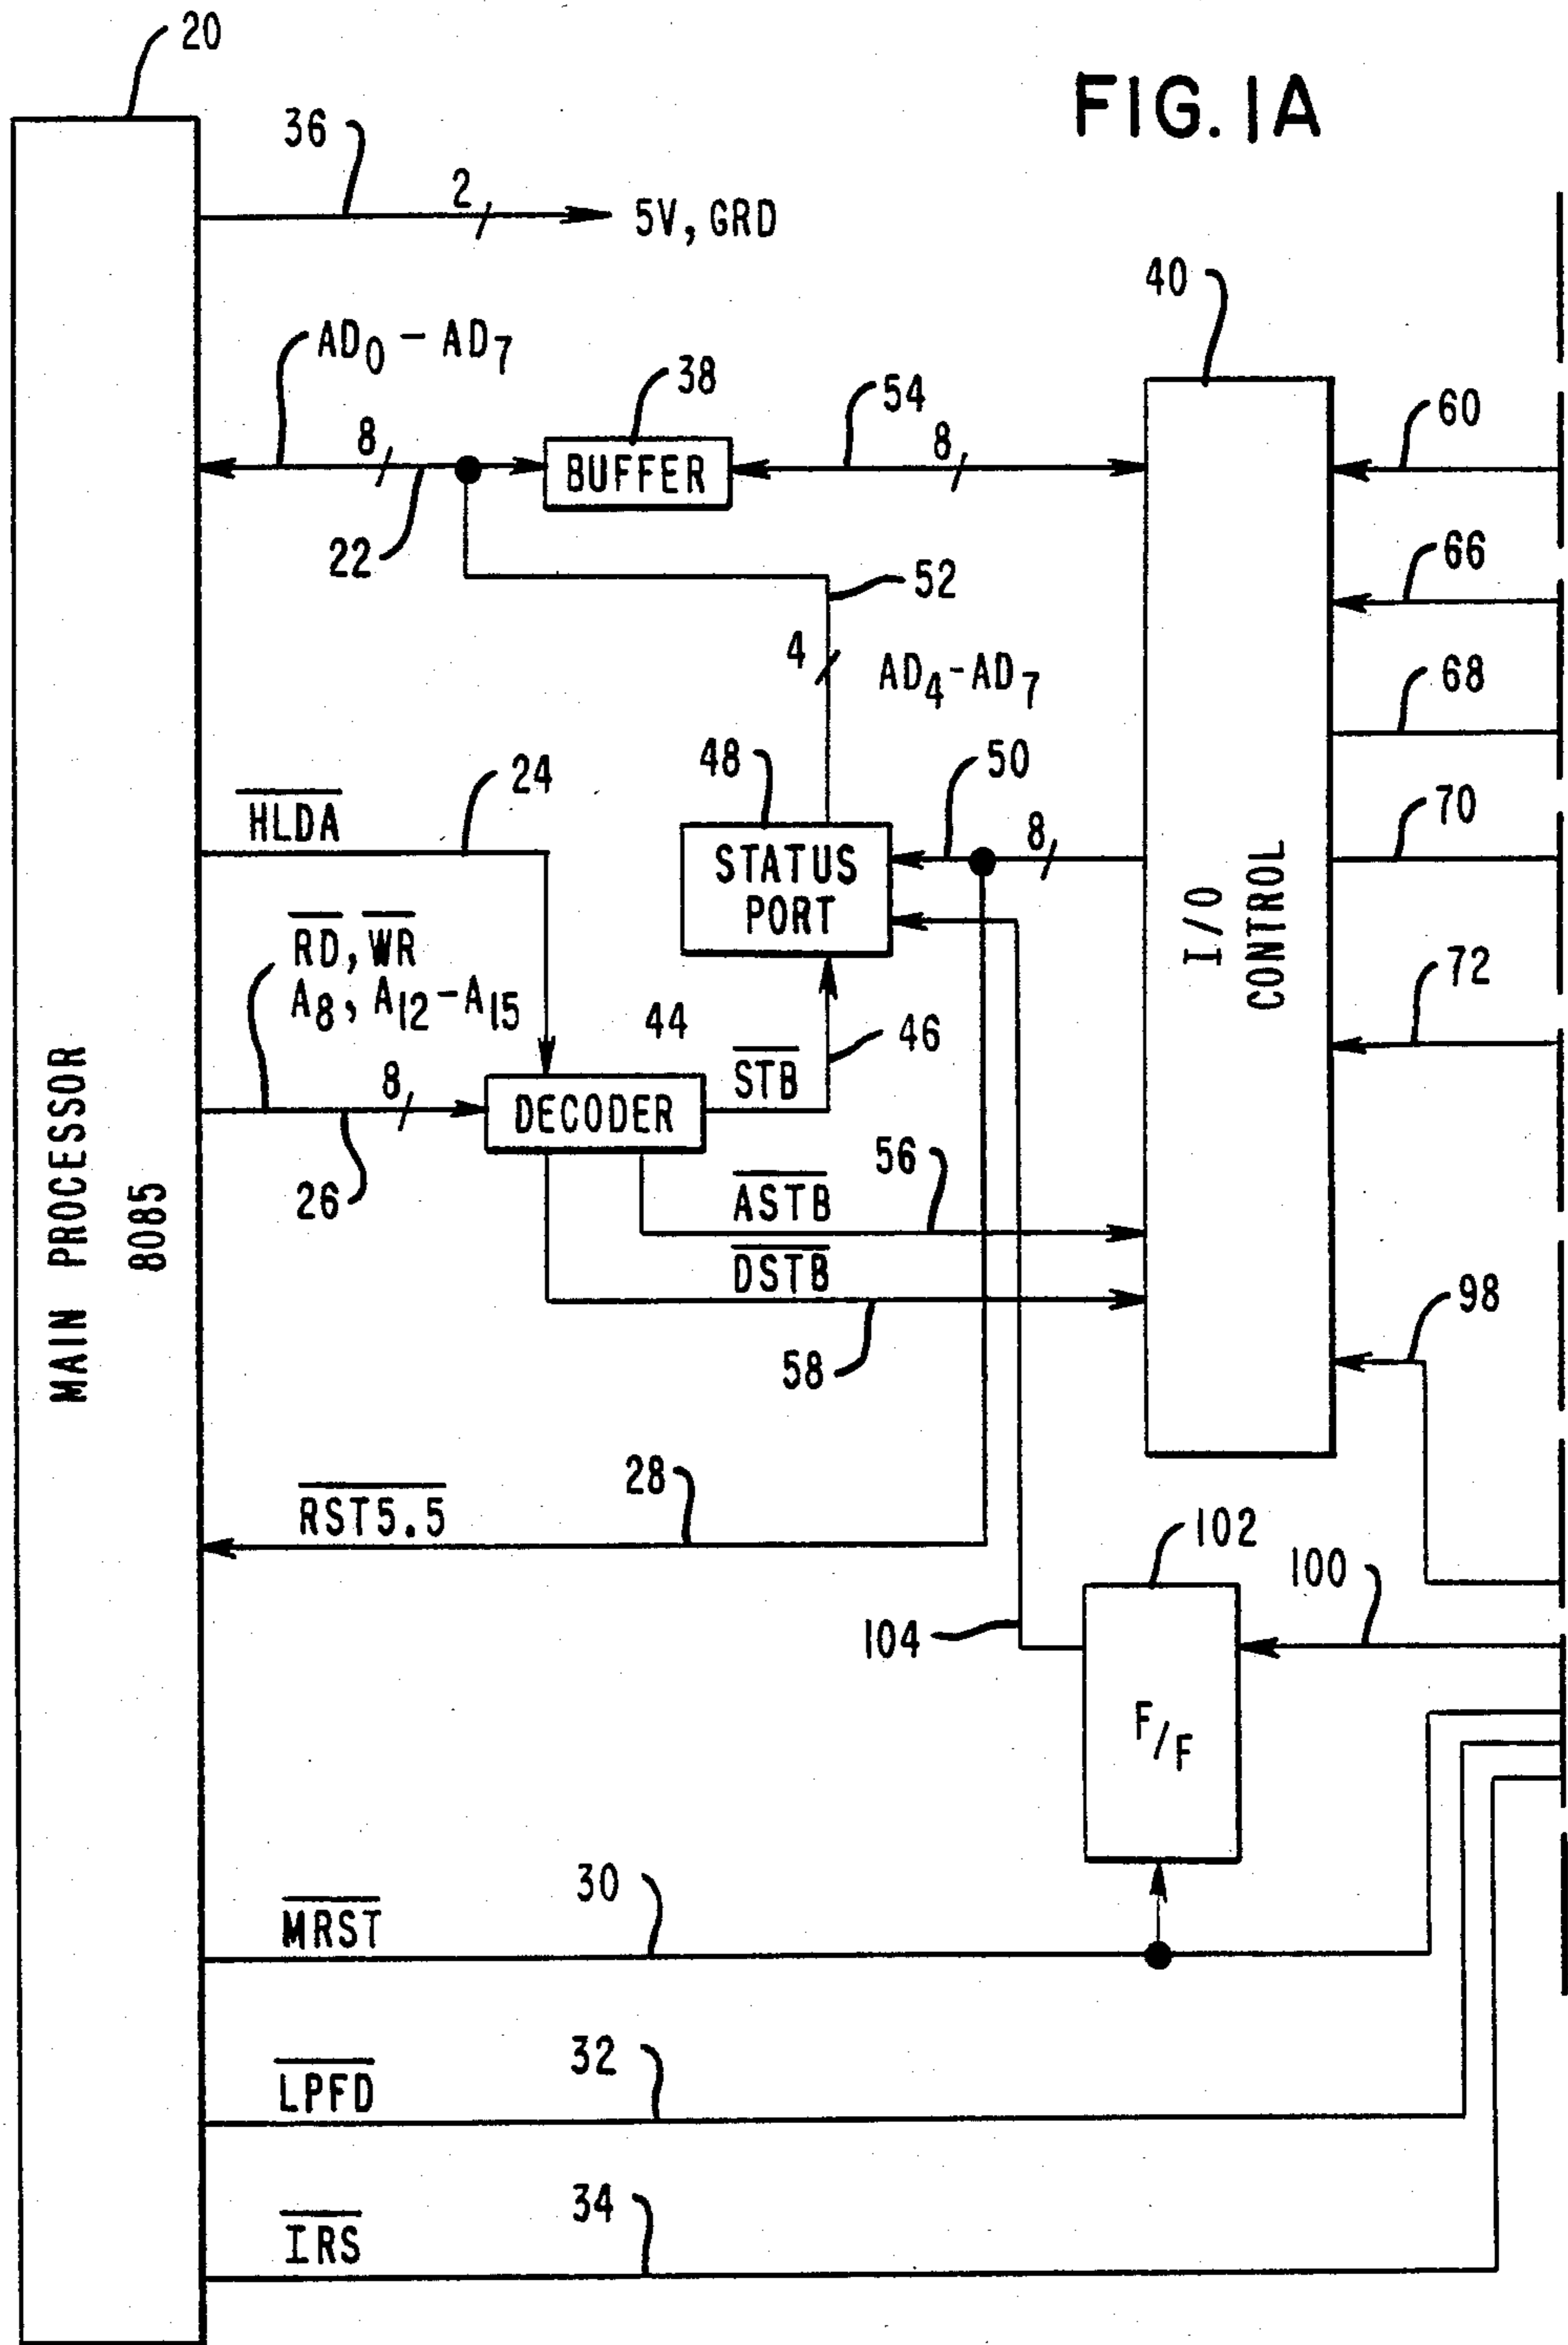 20
FIG. 1A
36
2
5V, GRD
40
AD0 - AD7
38
54
60
8
BUFFER
8
22
66
52
4
AD4-AD7
68
48
50
70
HLDA
24
8
STATUS
PORT
I/O
CONTROL
RD, WR
A8, A12-A15
72
44
46
STB
8
DECODER
26
56
ASTB
DSTB
58
98
MAIN PROCESSOR
8085
28
RST5.5
102
100
104
F/F
30
MRST
32
LPFD
34
IRS